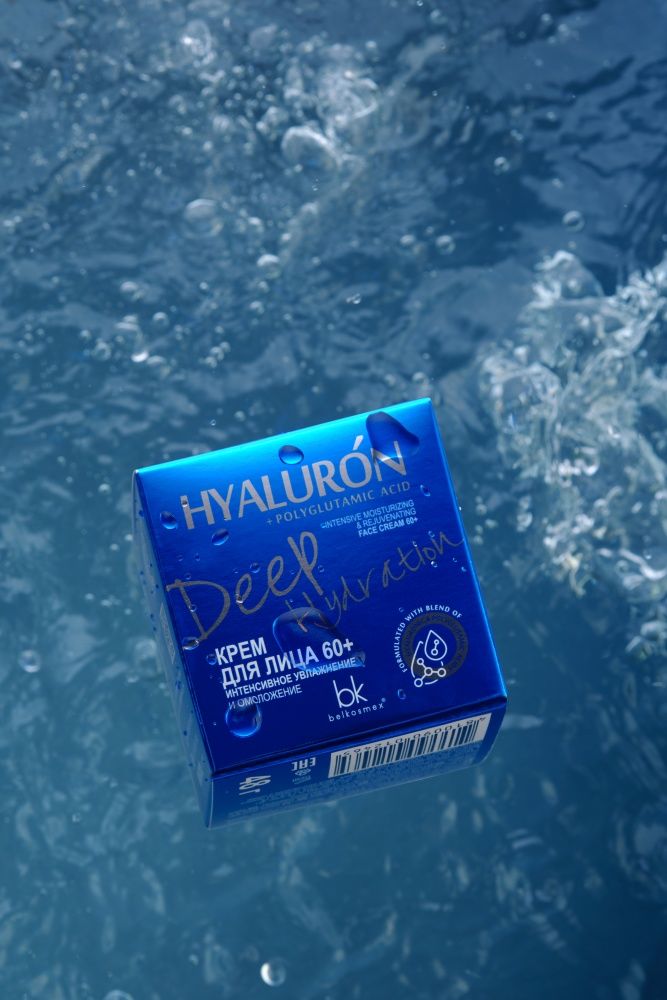 HYALURÓN
+ POLYGLUTAMIC ACID
INTENSIVE MOISTURIZING
& REJUVENATING
FACE CREAM 60+
Deep
Hydration
КРЕМ
ДЛЯ ЛИЦА 60+
ИНТЕНСИВНОЕ УВЛАЖНЕНИЕ
И ОМОЛОЖЕНИЕ
FORMULATED WITH BLEND OF
bk
belkosmex®
48 г
EAC